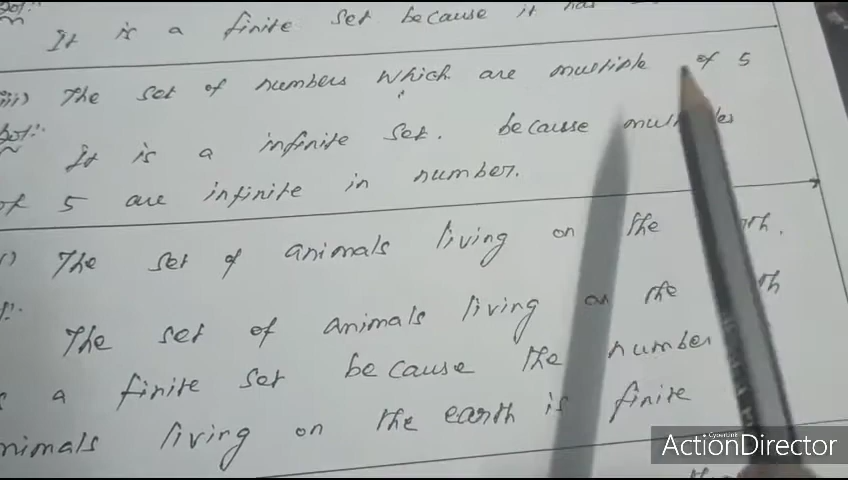 It is a finite set because it has
iii) The set of numbers which are multiple of 5
It is a infinite set. because
of 5 are infinite in number.
The set of animals living on the
The set of animals living on the
a finite set because the number
living on the earth is finite
CyberLink
ActionDirector